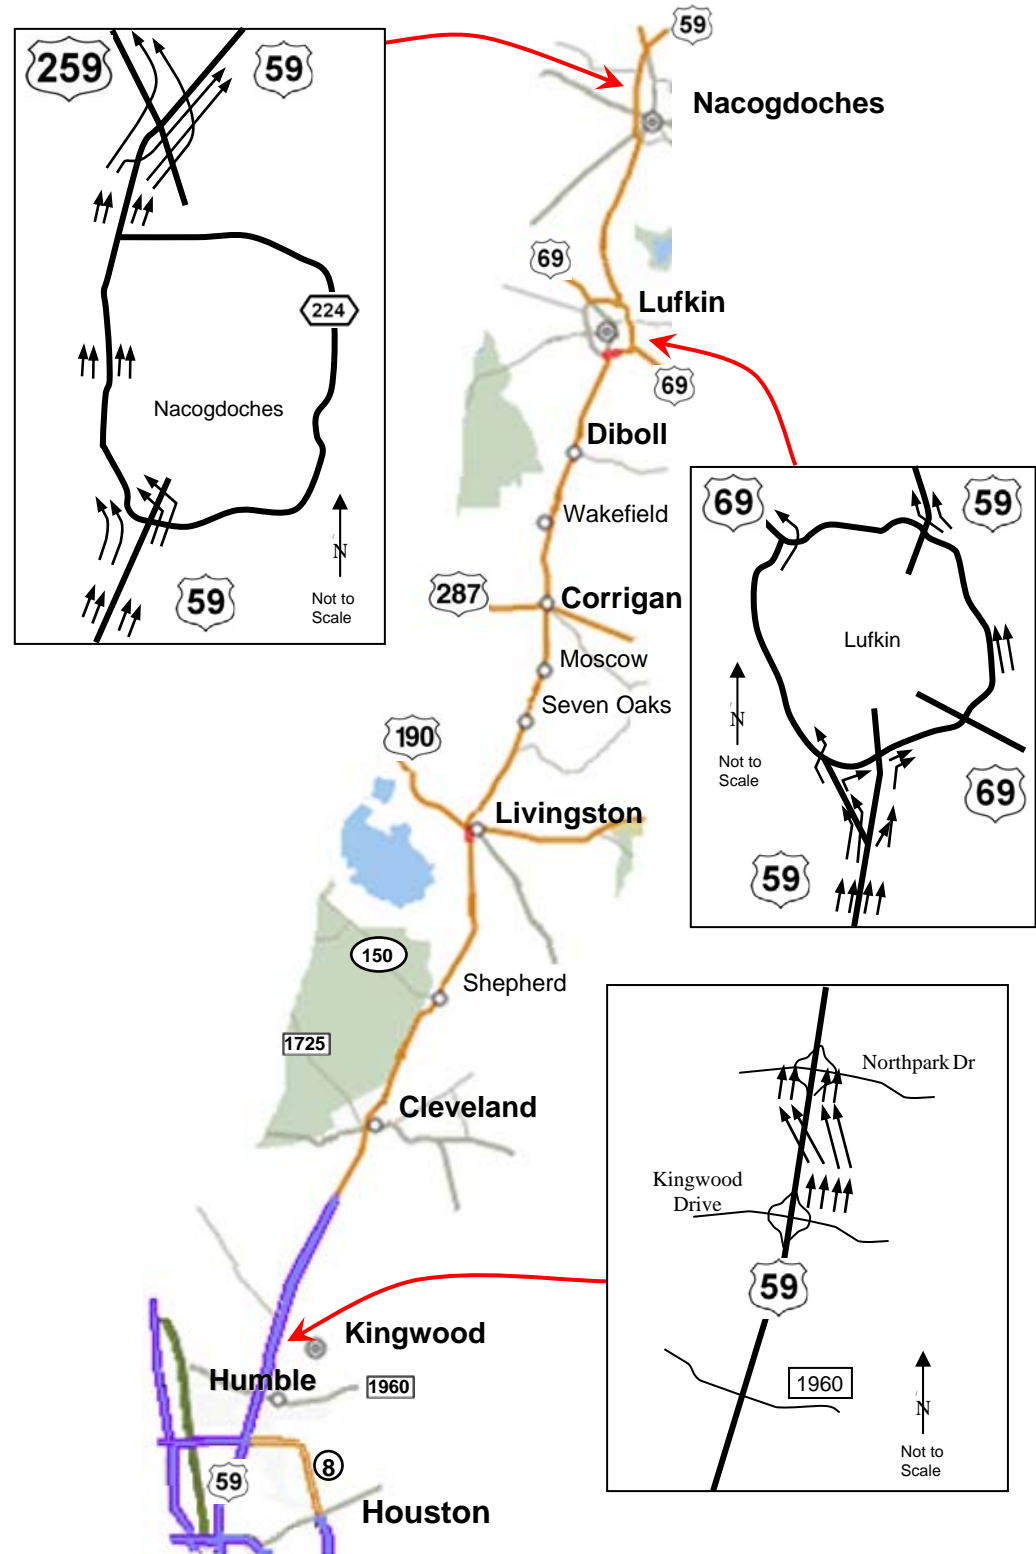 259
59
224
Nacogdoches
N
Not to
Scale
59
59
Nacogdoches
69
Lufkin
69
Diboll
Wakefield
287
Corrigan
Moscow
Seven Oaks
190
Livingston
150
Shepherd
1725
Cleveland
Kingwood
Humble
1960
8
59
Houston
69
59
Lufkin
N
Not to
Scale
69
59
Northpark Dr
Kingwood
Drive
59
1960
N
Not to
Scale